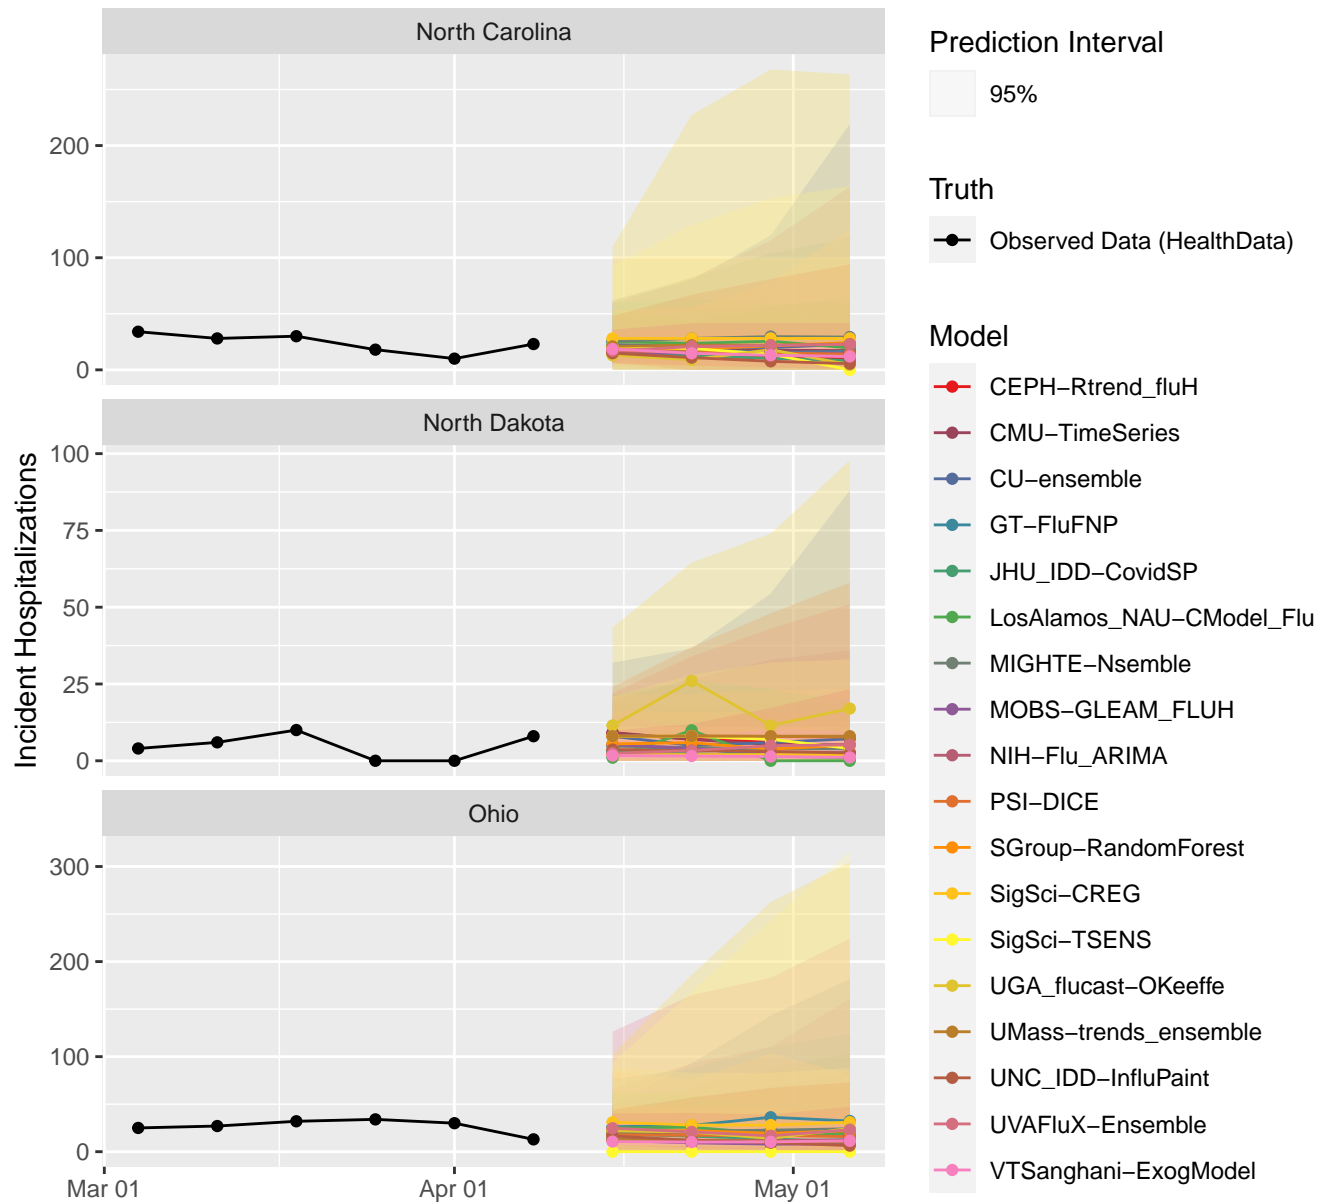 North Carolina
200
100
0
North Dakota
100
75
50
25
0
Ohio
300
200
100
0
Mar 01
Apr 01
May 01
Incident Hospitalizations
Prediction Interval
95%
Truth
Observed Data (HealthData)
Model
CEPH−Rtrend_fluH
CMU−TimeSeries
CU−ensemble
GT−FluFNP
JHU_IDD−CovidSP
LosAlamos_NAU−CModel_Flu
MIGHTE−Nsemble
MOBS−GLEAM_FLUH
NIH−Flu_ARIMA
PSI−DICE
SGroup−RandomForest
SigSci−CREG
SigSci−TSENS
UGA_flucast−OKeeffe
UMass−trends_ensemble
UNC_IDD−InfluPaint
UVAFluX−Ensemble
VTSanghani−ExogModel